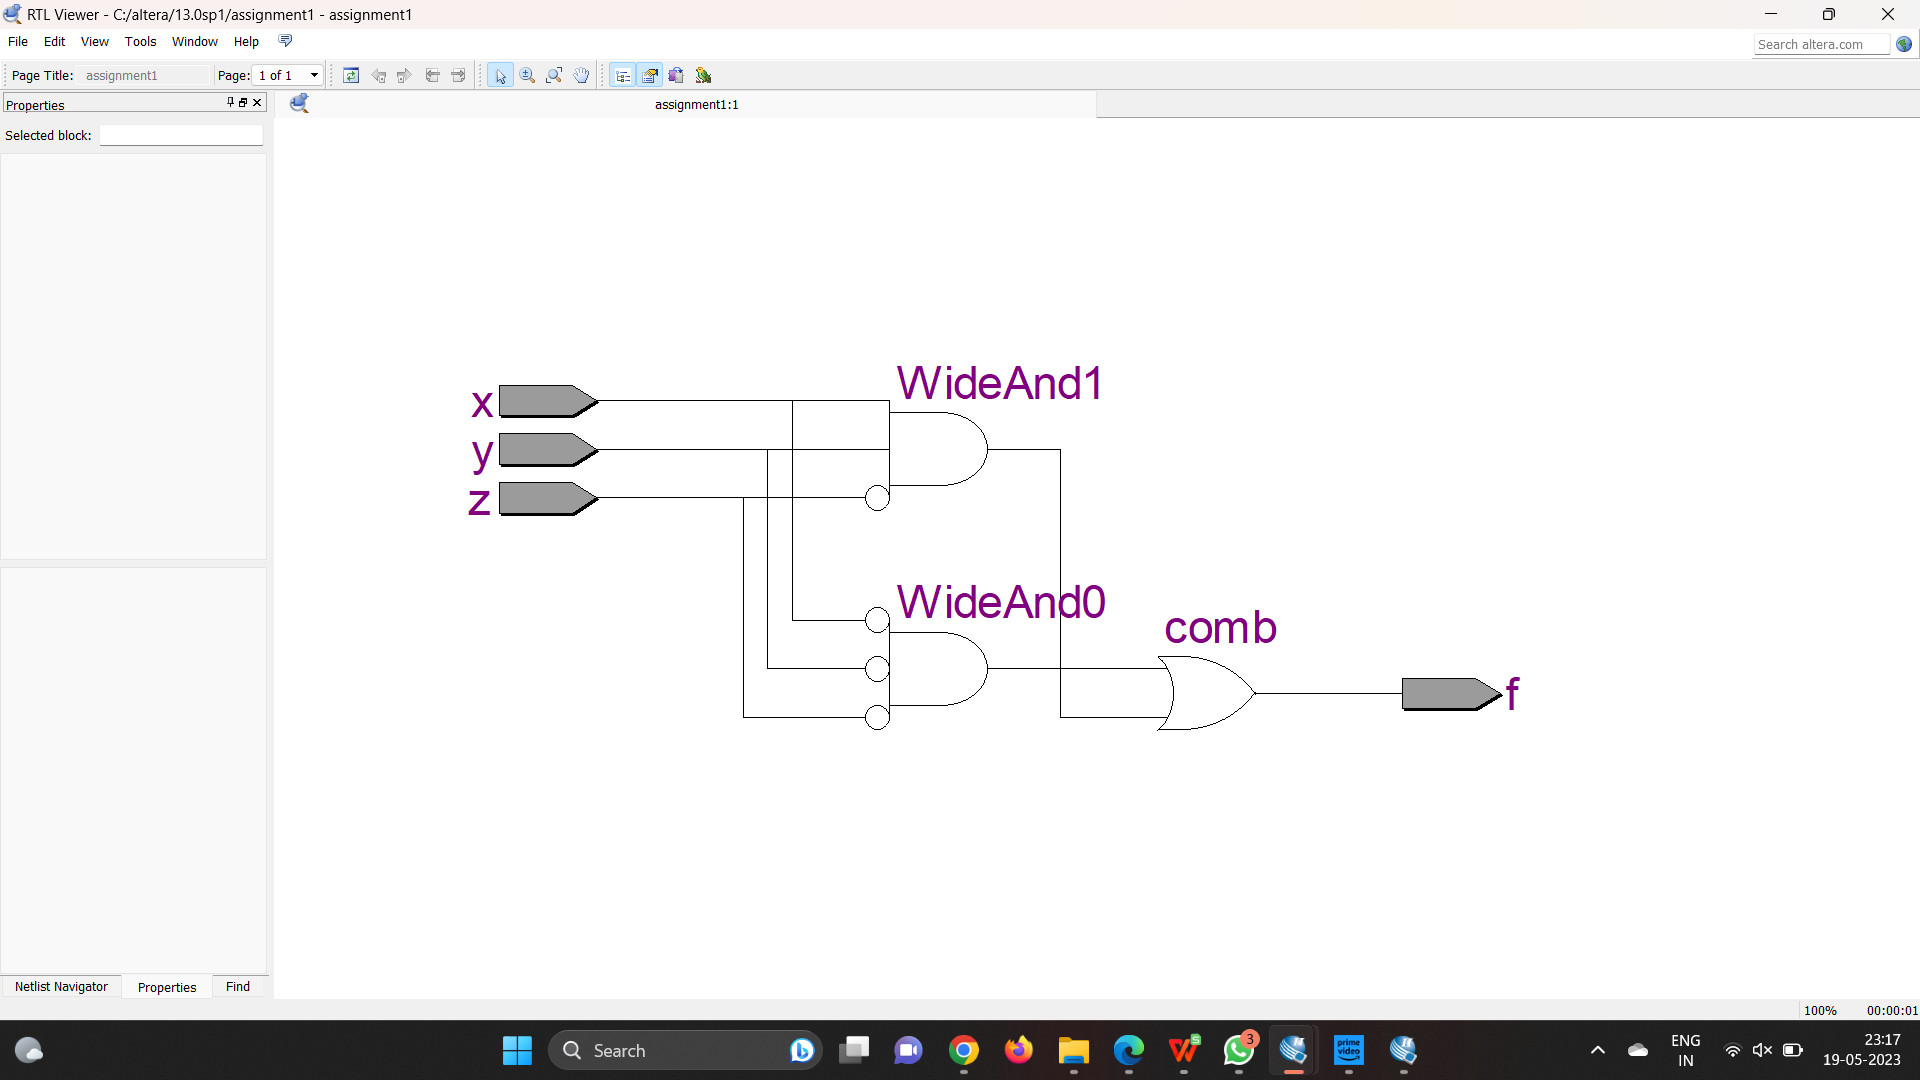 RTL Viewer - C:/altera/13.0sp1/assignment1 - assignment1
File Edit View Tools Window Help
Search altera.com
Page Title: assignment1 Page: 1 of 1
Properties
assignment1:1
Selected block:
WideAnd1
x
y
z
WideAnd0
comb
f
Netlist Navigator Properties Find
100% 00:00:01
Search
3
prime video
ENG
IN
23:17
19-05-2023